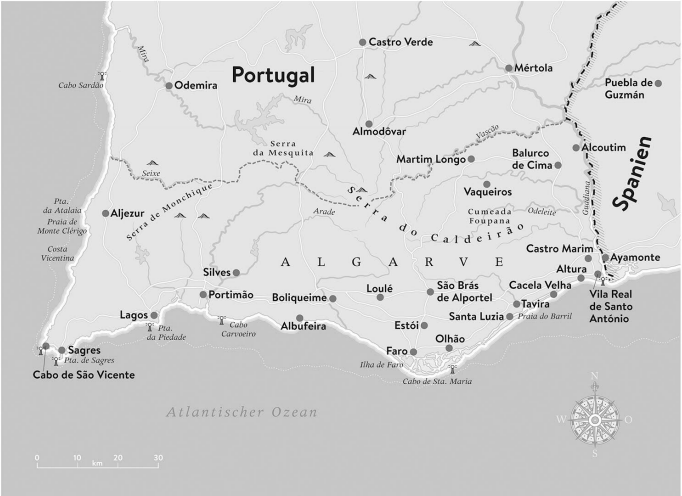 Castro Verde
Mira
Portugal
Mértola
Cabo Sardão
Odemira
Puebla de
Guzmán
Mira
Almodôvar
Vascão
Serra
da Mesquita
Alcoutim
Martim Longo
Balurco
de Cima
Spanien
Seixe
Vaqueiros
Serra de Monchique
Pta.
da Atalaia
Praia de
Monte Clérigo
Aljezur
Arade
Serra do Caldeirão
Cumeada
Foupana
Odeleite
Guadiana
Costa
Vicentina
ALGARVE
Castro Marim
Ayamonte
Silves
Altura
Portimão
Boliqueime
Loulé
São Brás
de Alportel
Cacela Velha
Vila Real
de Santo
António
Tavira
Lagos
Pta.
da Piedade
Cabo
Carvoeiro
Albufeira
Estói
Santa Luzia
Praia do Barril
Olhão
Sagres
Pta. de Sagres
Cabo de São Vicente
Faro
Ilha de Faro
Cabo de Sta. Maria
Atlantischer Ozean
N
W
O
S
0 10 20 30
km